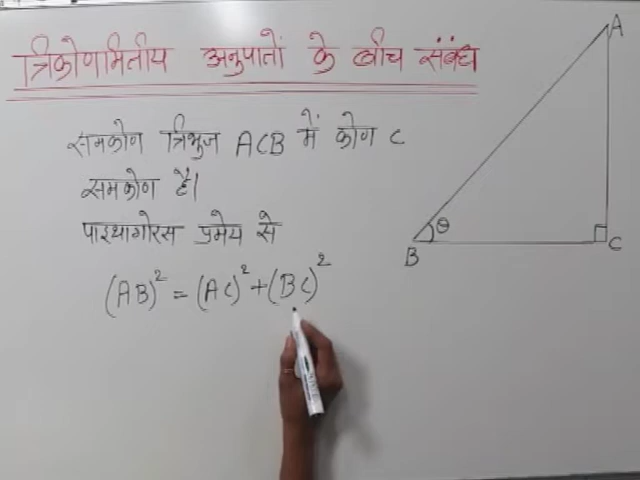 त्रिकोणमितीय अनुपातों के बीच संबंध
समकोण त्रिभुज ACB में कोण C
समकोण है।
पाइथागोरस प्रमेय से
(AB)² = (AC)² + (BC)²
A
θ
B
C